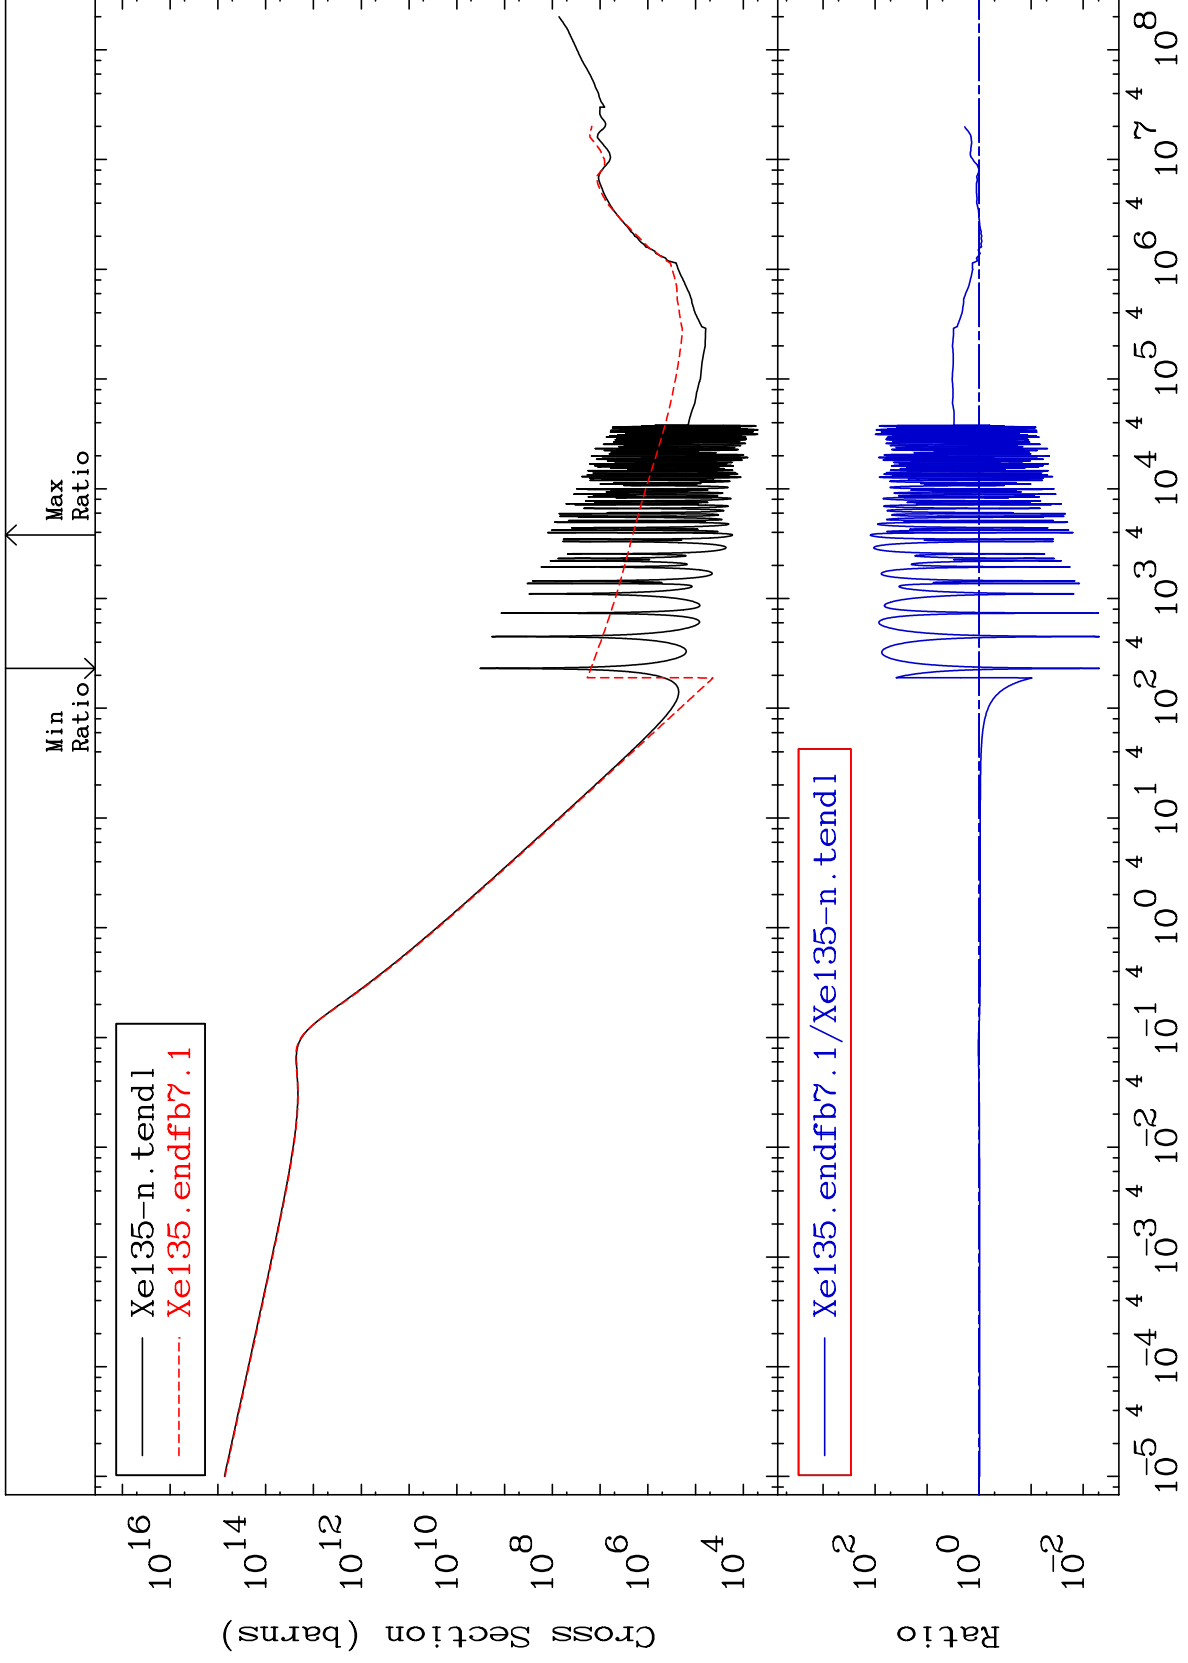 Min
Ratio
Max
Ratio
Xe135-n.tendl
Xe135.endfb7.1
10^16
10^14
10^12
10^10
10^8
10^6
10^4
Cross Section (barns)
Xe135.endfb7.1/Xe135-n.tendl
10^2
10^0
10^-2
Ratio
10^-5 4 10^-4 4 10^-3 4 10^-2 4 10^-1 4 10^0 4 10^1 4 10^2 4 10^3 4 10^4 4 10^5 4 10^6 4 10^7 4 10^8